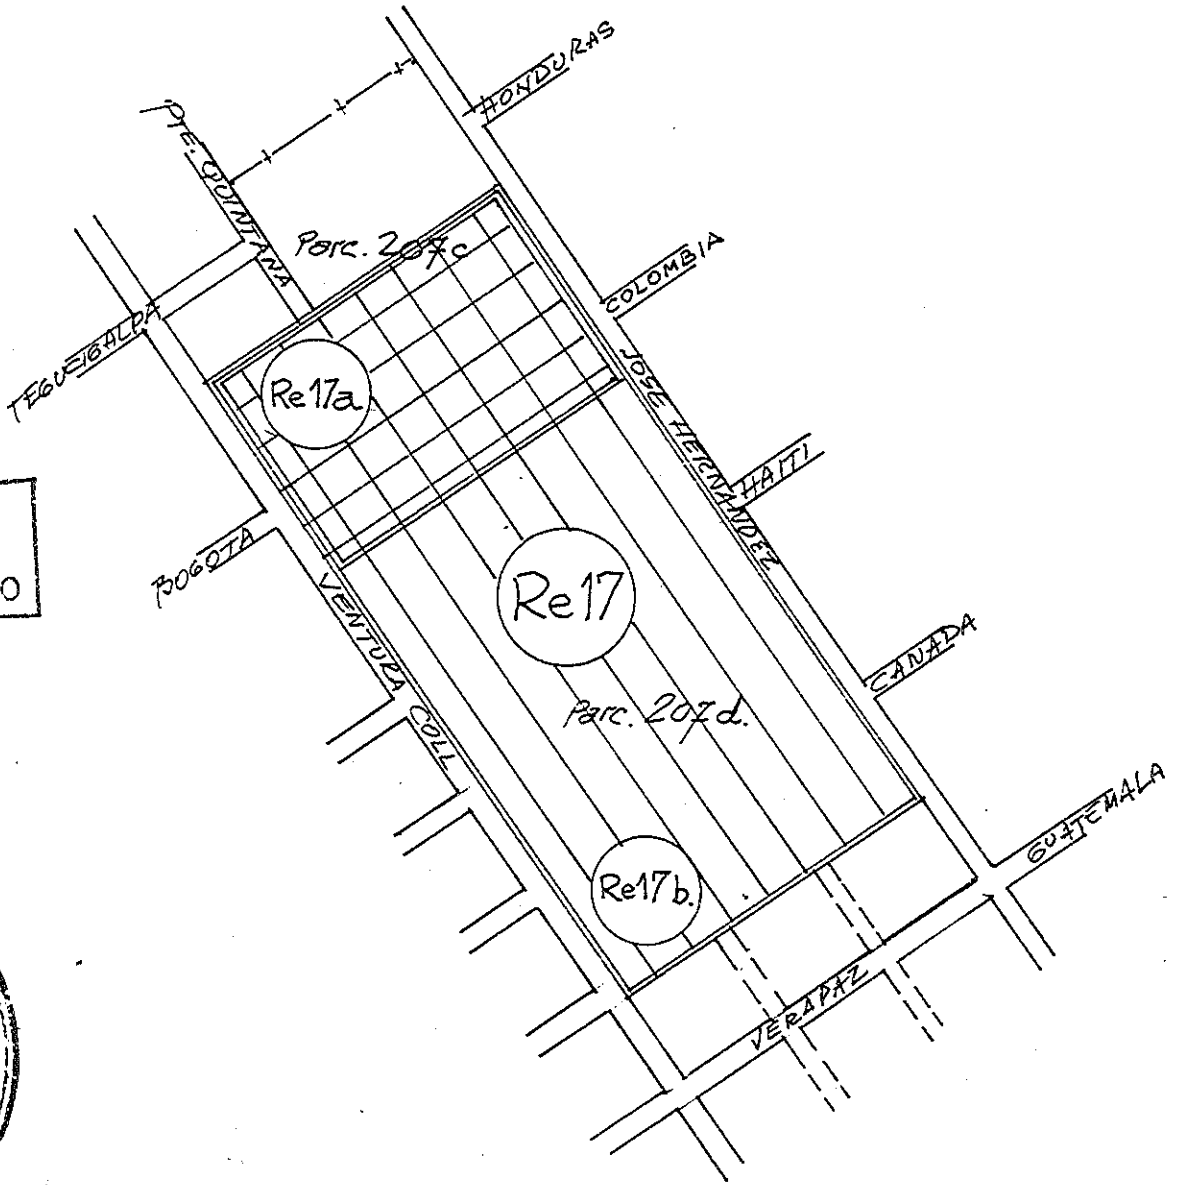 HONDURAS
PTE. QUINTANA
Parc. 207c
COLOMBIA
TEGUCIGALPA
Re17a
JOSE HERNANDEZ
HAITI
BOGOTA
O
VENTURA COLL
Re17
CANADA
Parc. 207d.
GUATEMALA
Re17b.
VERAPAZ